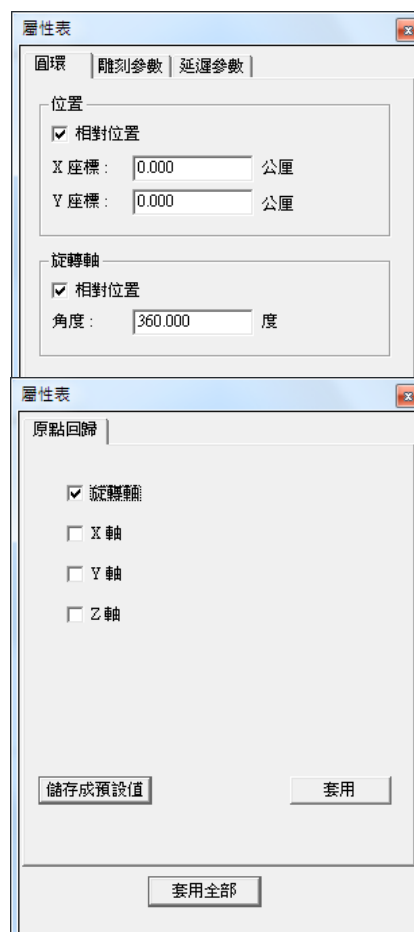 屬性表
圓環 雕刻參數 延遲參數
位置
相對位置
X 座標 : 0.000 公厘
Y 座標 : 0.000 公厘
旋轉軸
相對位置
角度 : 360.000 度
屬性表
原點回歸
旋轉軸
X 軸
Y 軸
Z 軸
儲存成預設值 套用
套用全部